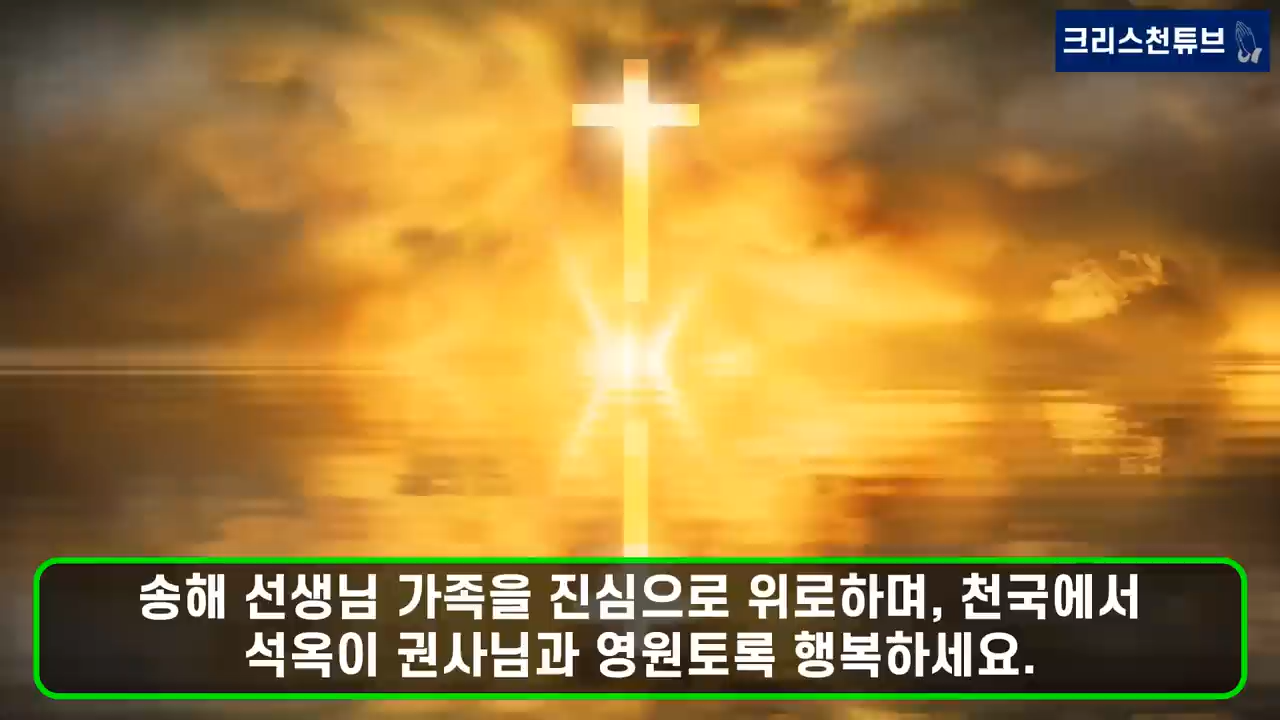 크리스천튜브
송해 선생님 가족을 진심으로 위로하며, 천국에서
석옥이 권사님과 영원토록 행복하세요.